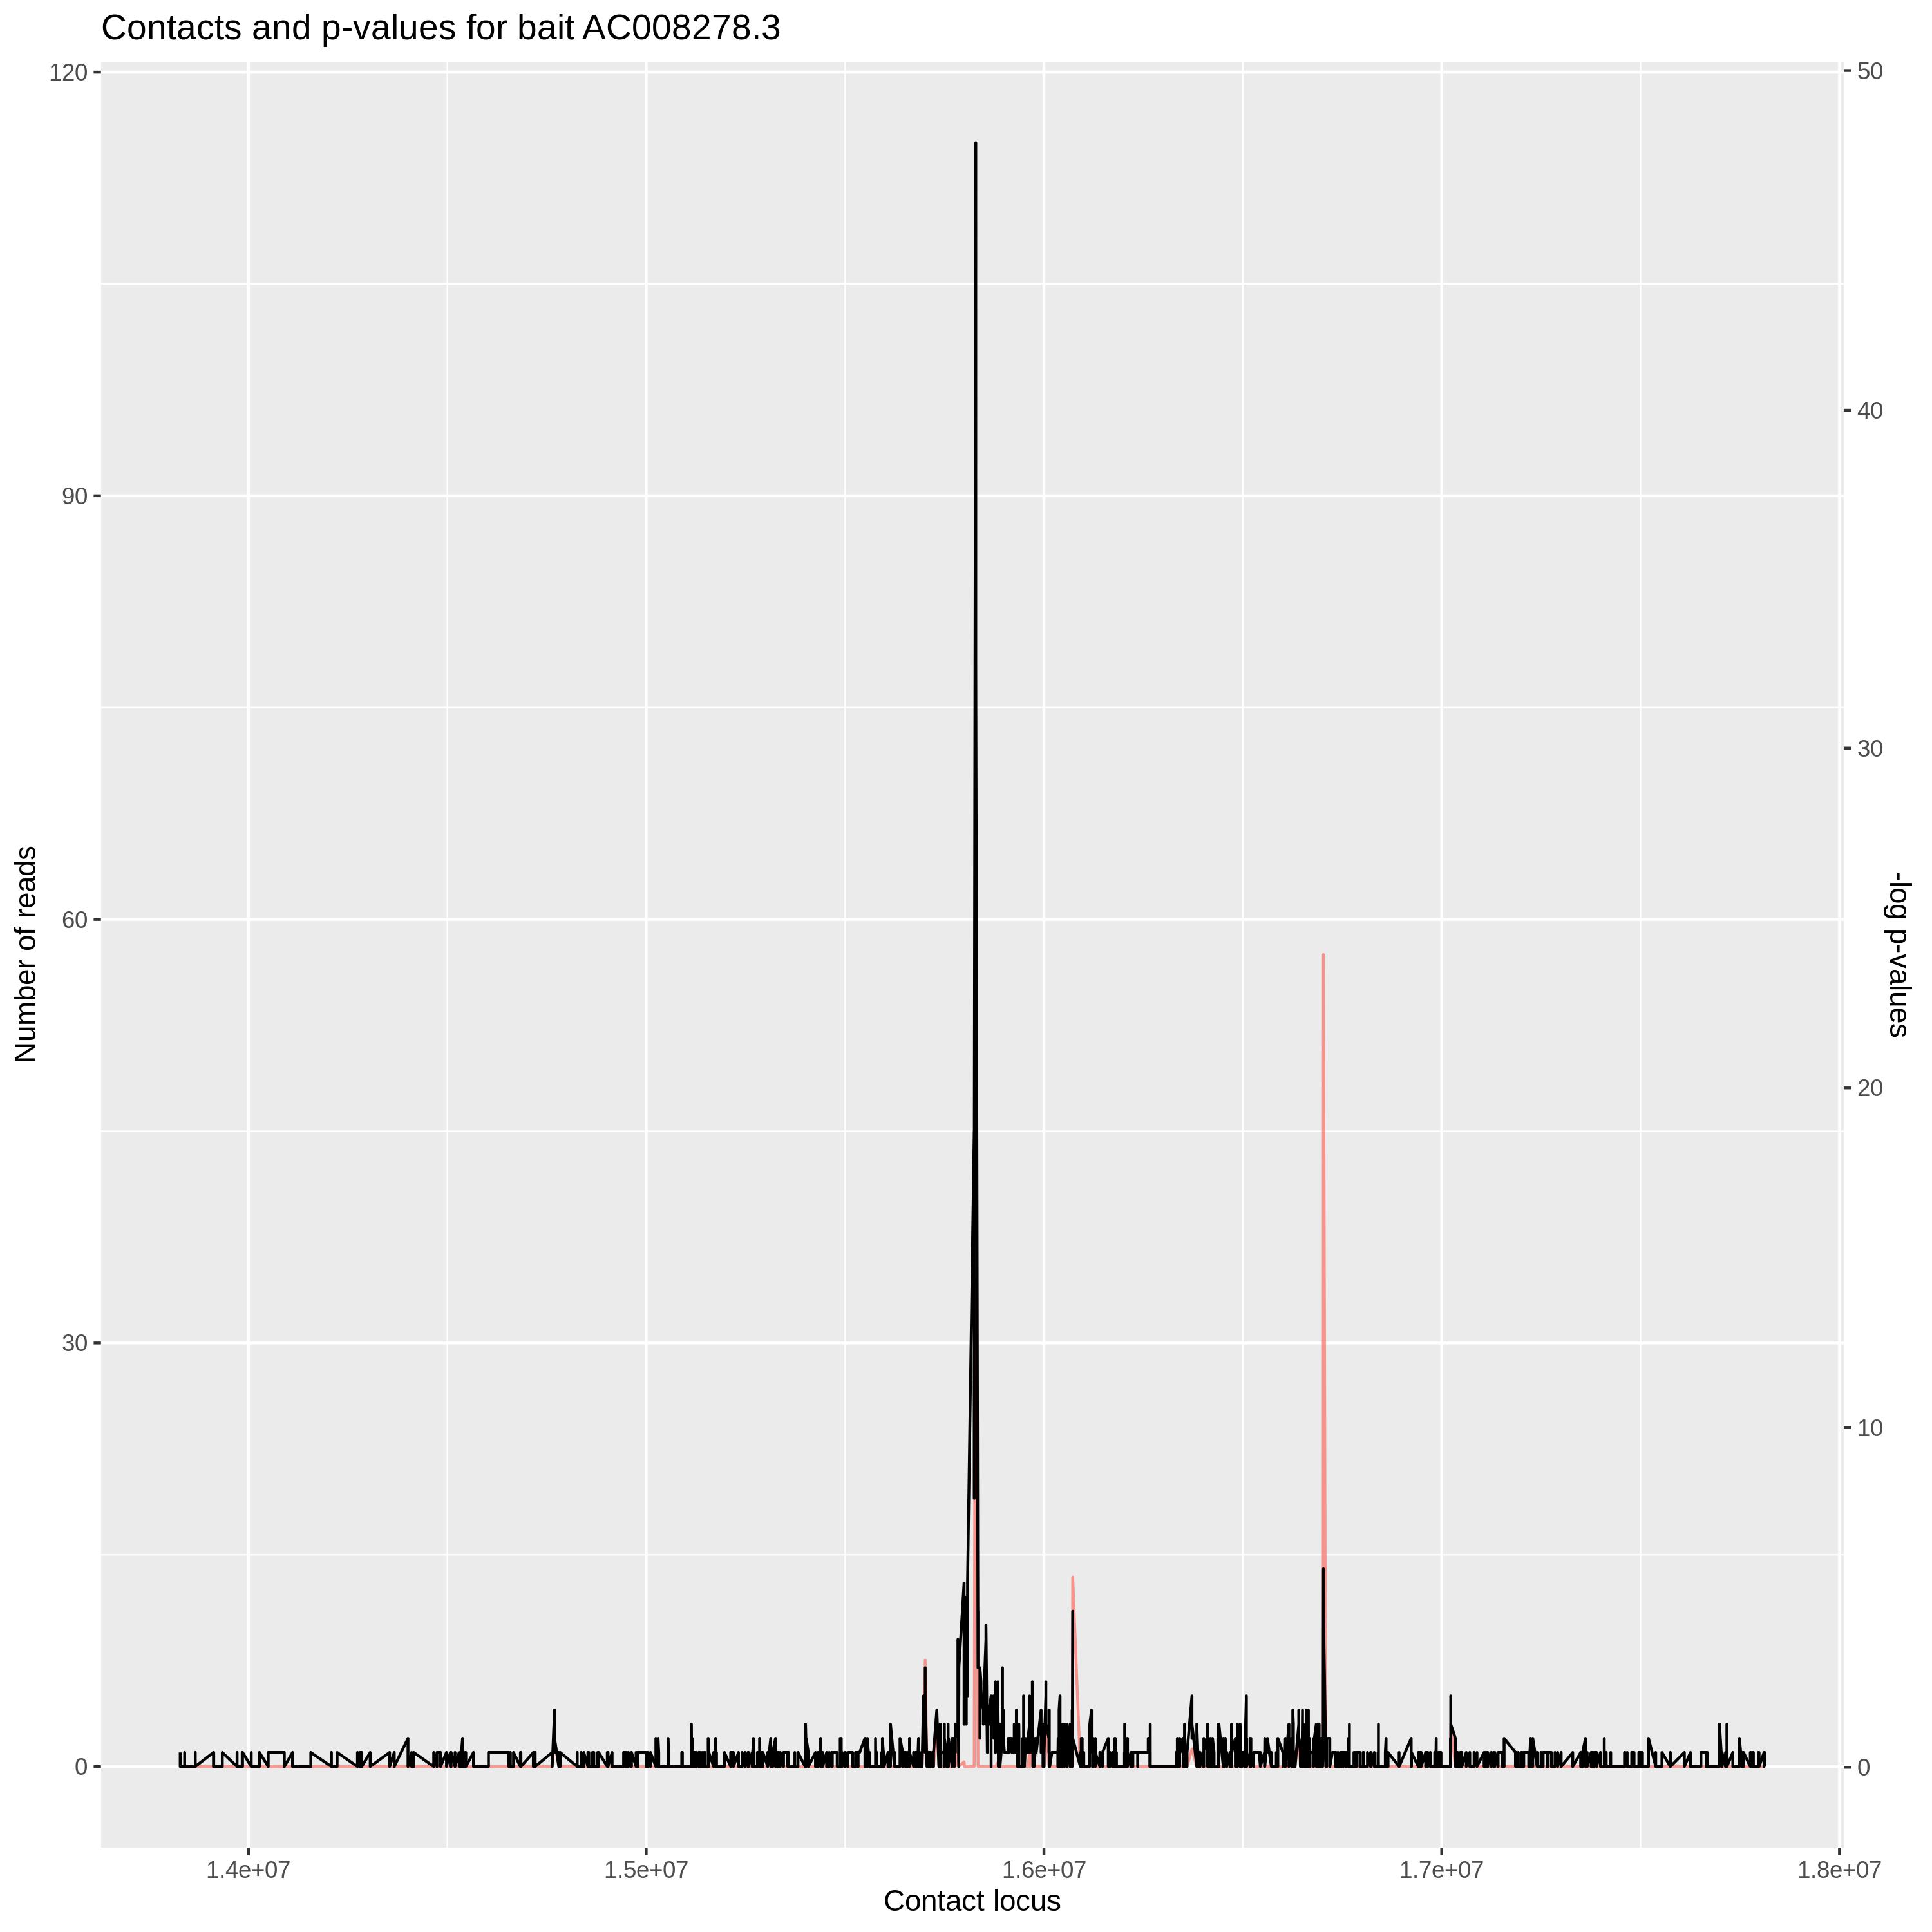 Contacts and p-values for bait AC008278.3
120
90
60
30
0
Number of reads
50
40
30
20
10
0
-log p-values
1.4e+07
1.5e+07
1.6e+07
1.7e+07
1.8e+07
Contact locus